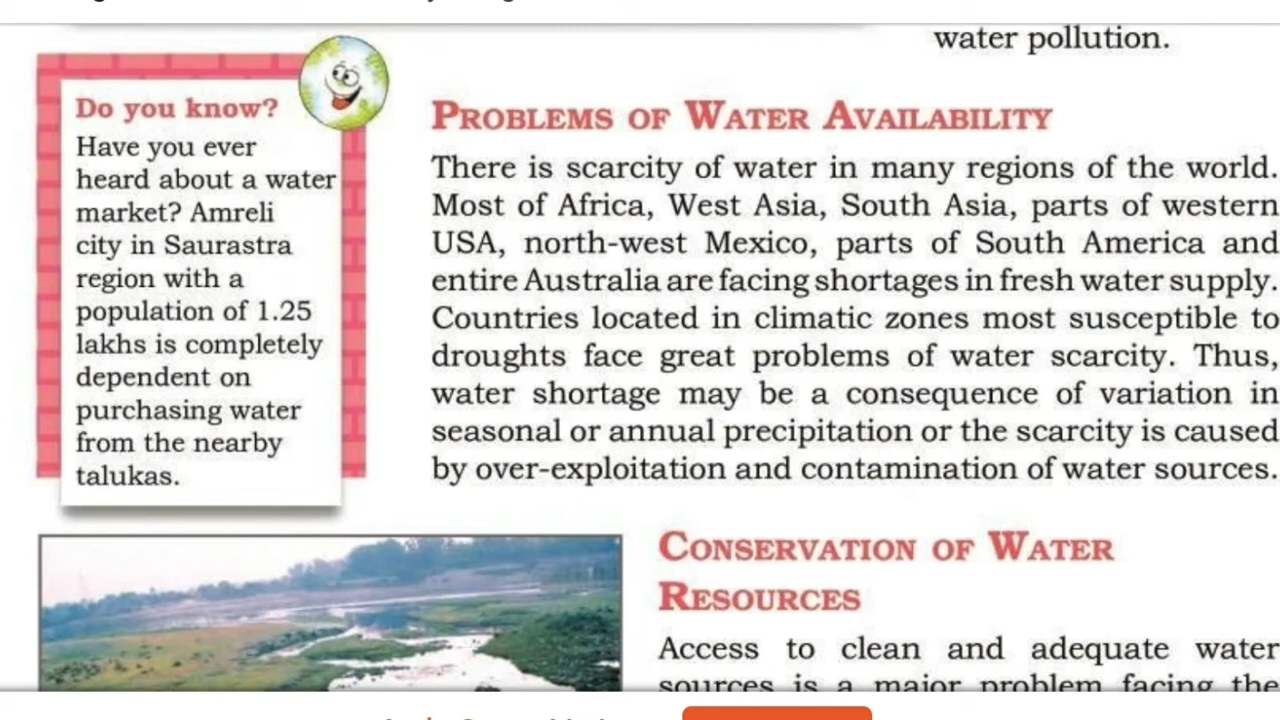 water pollution.
Do you know?
Have you ever
heard about a water
market? Amreli
city in Saurastra
region with a
population of 1.25
lakhs is completely
dependent on
purchasing water
from the nearby
talukas.
PROBLEMS OF WATER AVAILABILITY
There is scarcity of water in many regions of the world.
Most of Africa, West Asia, South Asia, parts of western
USA, north-west Mexico, parts of South America and
entire Australia are facing shortages in fresh water supply.
Countries located in climatic zones most susceptible to
droughts face great problems of water scarcity. Thus,
water shortage may be a consequence of variation in
seasonal or annual precipitation or the scarcity is caused
by over-exploitation and contamination of water sources.
CONSERVATION OF WATER
RESOURCES
Access to clean and adequate water
sources is a major problem facing the